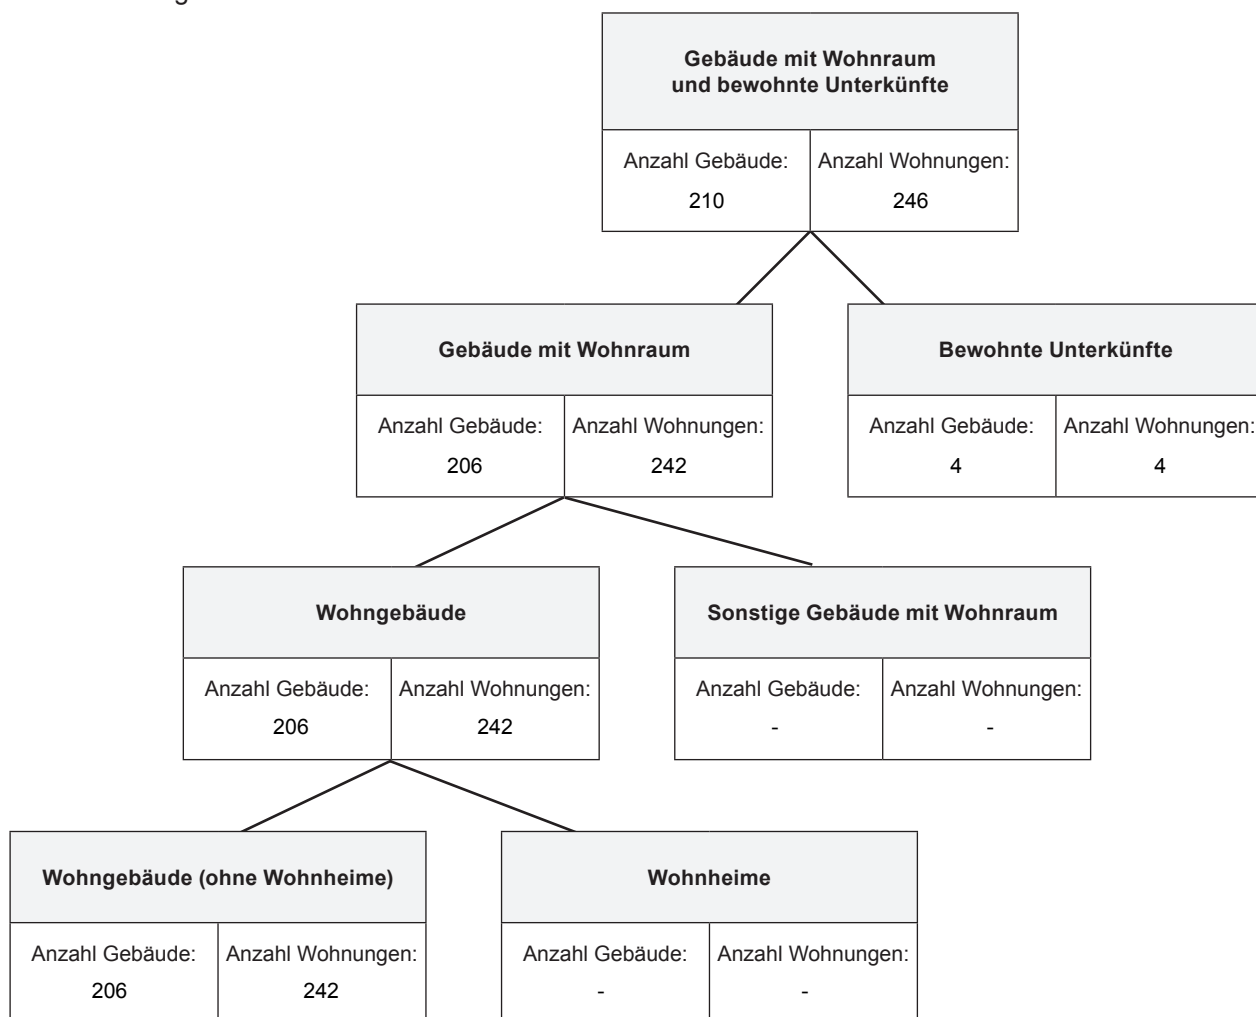 Gebäude mit Wohnraum
und bewohnte Unterkünfte
Anzahl Gebäude: Anzahl Wohnungen:
210 246
Gebäude mit Wohnraum
Bewohnte Unterkünfte
Anzahl Gebäude: Anzahl Wohnungen:
206 242
Anzahl Gebäude: Anzahl Wohnungen:
4 4
Wohngebäude
Sonstige Gebäude mit Wohnraum
Anzahl Gebäude: Anzahl Wohnungen:
206 242
Anzahl Gebäude: Anzahl Wohnungen:
- -
Wohngebäude (ohne Wohnheime)
Wohnheime
Anzahl Gebäude: Anzahl Wohnungen:
206 242
Anzahl Gebäude: Anzahl Wohnungen:
- -